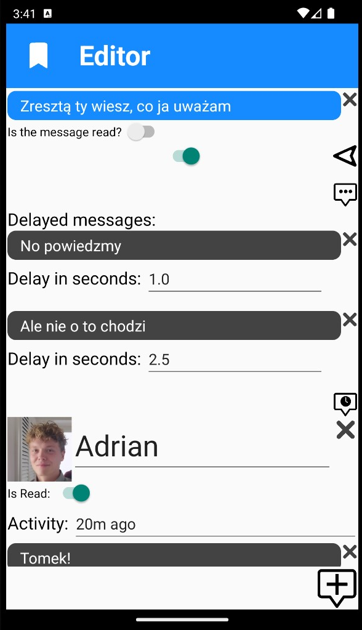 3:41
A
Editor
Zresztą ty wiesz, co ja uważam
Is the message read?
Delayed messages:
No powiedzmy
Delay in seconds: 1.0
Ale nie o to chodzi
Delay in seconds: 2.5
Adrian
Is Read:
Activity: 20m ago
Tomek!